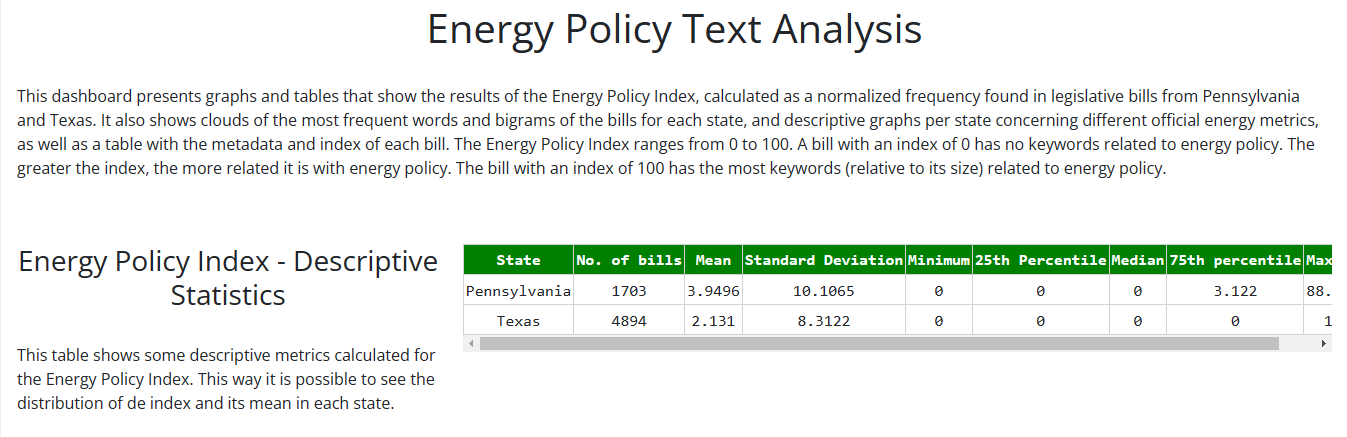 Energy Policy Text Analysis
This dashboard presents graphs and tables that show the results of the Energy Policy Index, calculated as a normalized frequency found in legislative bills from Pennsylvania
and Texas. It also shows clouds of the most frequent words and bigrams of the bills for each state, and descriptive graphs per state concerning different official energy metrics,
as well as a table with the metadata and index of each bill. The Energy Policy Index ranges from 0 to 100. A bill with an index of 0 has no keywords related to energy policy. The
greater the index, the more related it is with energy policy. The bill with an index of 100 has the most keywords (relative to its size) related to energy policy.
Energy Policy Index - Descriptive
Statistics
This table shows some descriptive metrics calculated for
the Energy Policy Index. This way it is possible to see the
distribution of de index and its mean in each state.
State No. of bills Mean Standard Deviation Minimum 25th Percentile Median 75th percentile Max
Pennsylvania 1703 3.9496 10.1065 0 0 0 3.122 88.
Texas 4894 2.131 8.3122 0 0 0 0 1